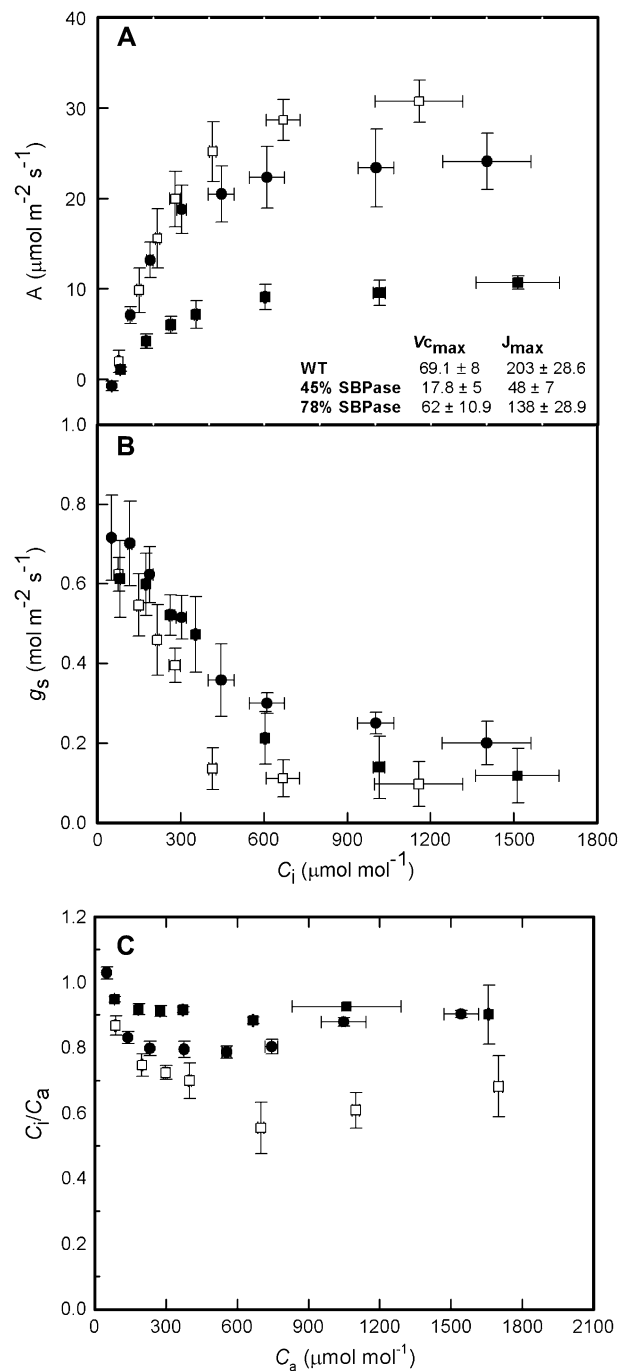 A
40
30
20
10
0
A (μmol m⁻² s⁻¹)
Vcmax Jmax
WT 69.1 ± 8 203 ± 28.6
45% SBPase 17.8 ± 5 48 ± 7
78% SBPase 62 ± 10.9 138 ± 28.9
B
1.0
0.8
0.6
0.4
0.2
0.0
gs (mol m⁻² s⁻¹)
0 300 600 900 1200 1500 1800
Ci (μmol mol⁻¹)
C
1.2
1.0
0.8
0.6
0.4
0.2
0.0
Ci/Ca
0 300 600 900 1200 1500 1800 2100
Ca (μmol mol⁻¹)